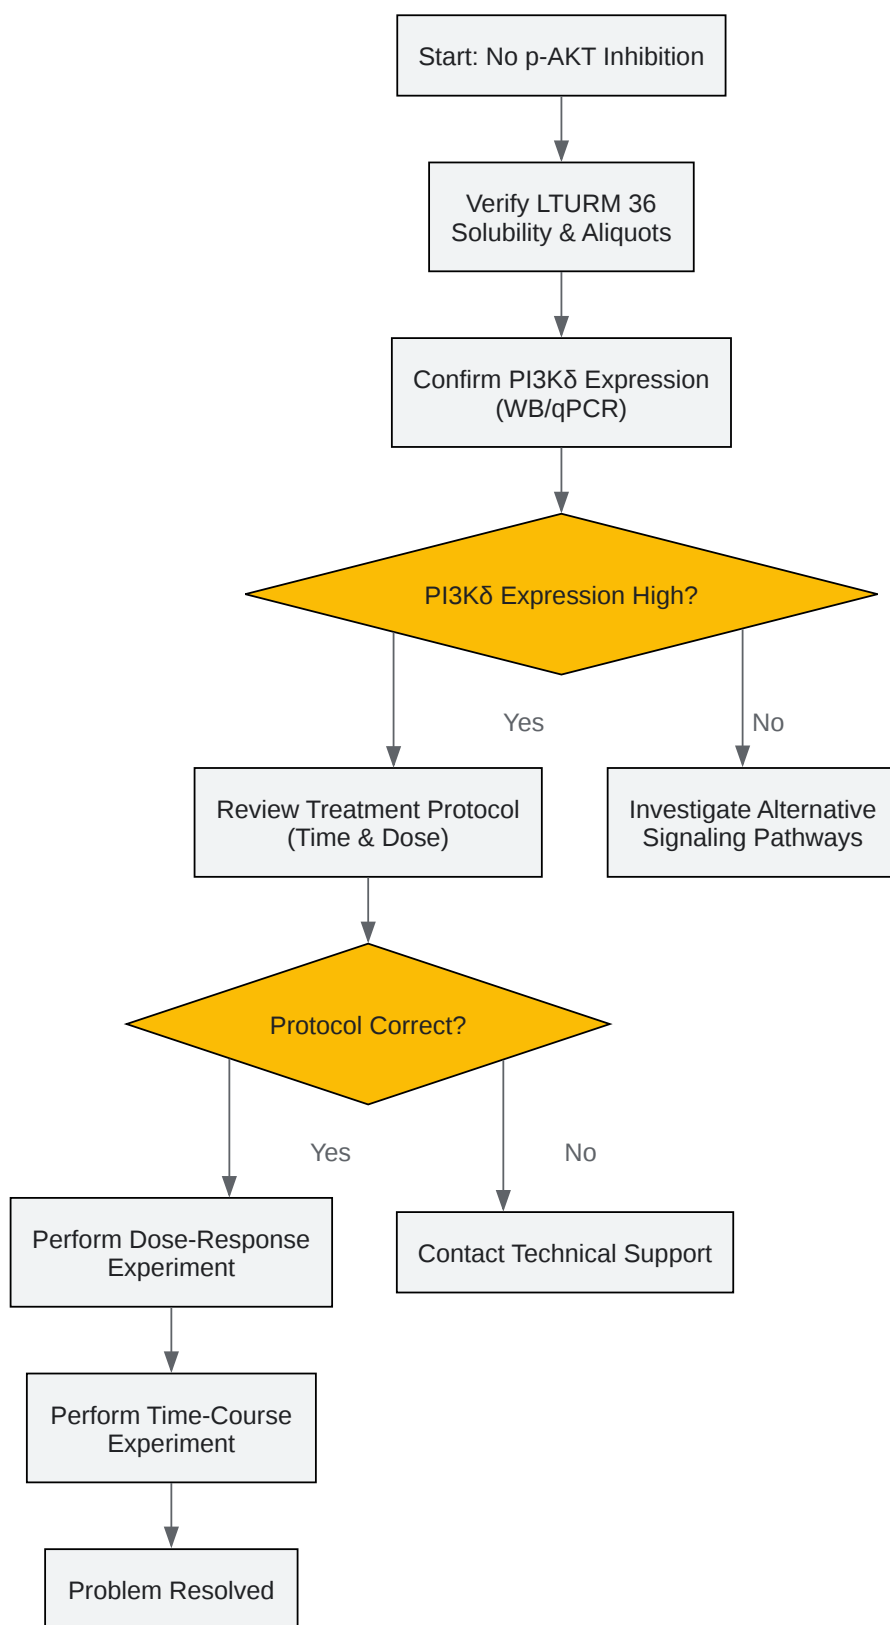 Start: No p-AKT Inhibition
Verify LTURM 36
Solubility & Aliquots
Confirm PI3Kδ Expression
(WB/qPCR)
PI3Kδ Expression High?
Yes
No
Review Treatment Protocol
(Time & Dose)
Investigate Alternative
Signaling Pathways
Protocol Correct?
Yes
No
Perform Dose-Response
Experiment
Contact Technical Support
Perform Time-Course
Experiment
Problem Resolved